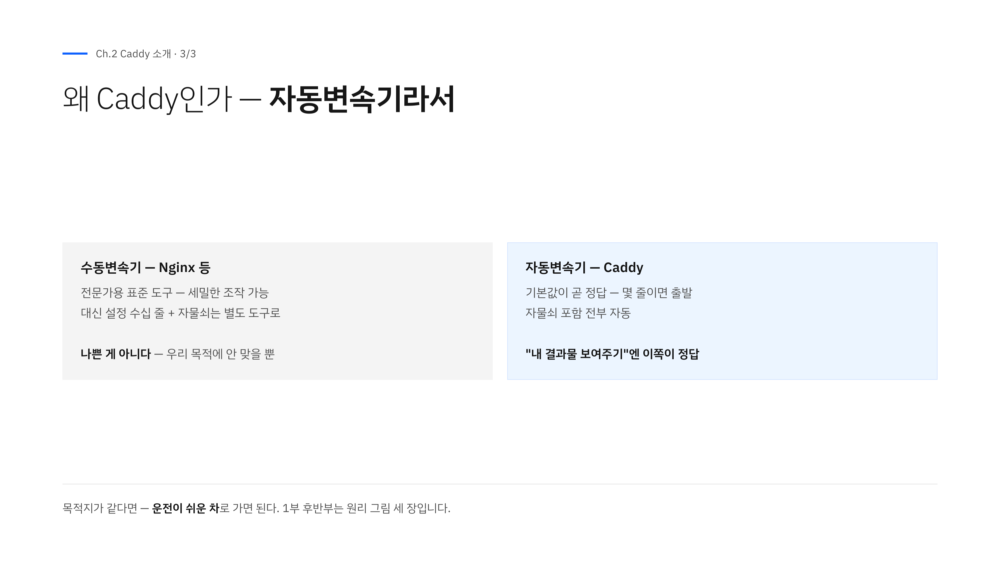 Ch.2 Caddy 소개 · 3/3
왜 Caddy인가 — 자동변속기라서
수동변속기 — Nginx 등
전문가용 표준 도구 — 세밀한 조작 가능
대신 설정 수십 줄 + 자물쇠는 별도 도구로
나쁜 게 아니다 — 우리 목적에 안 맞을 뿐
자동변속기 — Caddy
기본값이 곧 정답 — 몇 줄이면 출발
자물쇠 포함 전부 자동
"내 결과물 보여주기"엔 이쪽이 정답
목적지가 같다면 — 운전이 쉬운 차로 가면 된다. 1부 후반부는 원리 그림 세 장입니다.